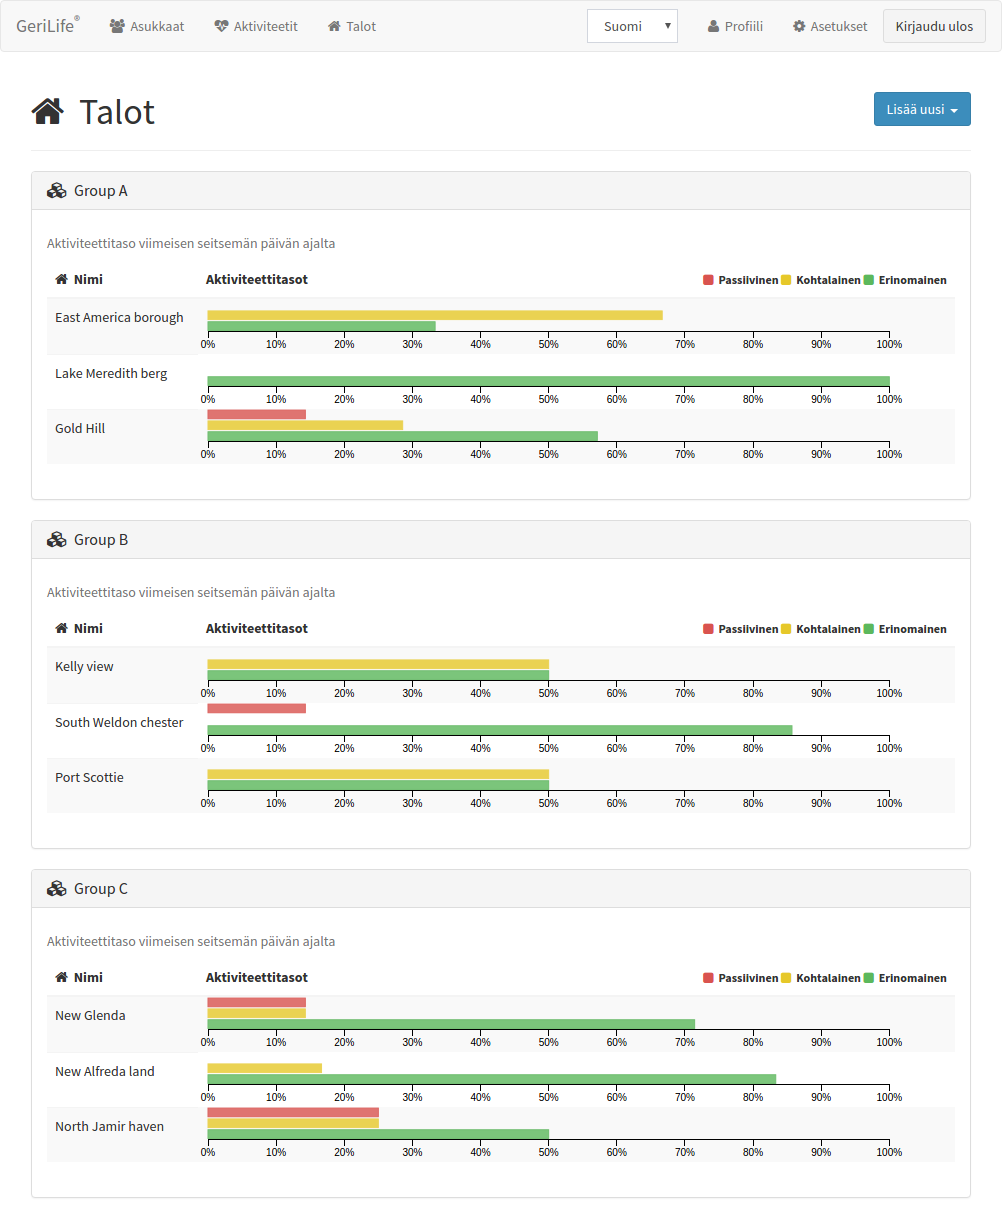 GeriLife® Asukkaat Aktiviteetit Talot Suomi Profiili Asetukset Kirjaudu ulos
Talot Lisää uusi
Group A
Aktiviteettitaso viimeisen seitsemän päivän ajalta
Nimi Aktiviteettitasot Passiivinen Kohtalainen Erinomainen
East America borough
0% 10% 20% 30% 40% 50% 60% 70% 80% 90% 100%
Lake Meredith berg
0% 10% 20% 30% 40% 50% 60% 70% 80% 90% 100%
Gold Hill
0% 10% 20% 30% 40% 50% 60% 70% 80% 90% 100%
Group B
Aktiviteettitaso viimeisen seitsemän päivän ajalta
Nimi Aktiviteettitasot Passiivinen Kohtalainen Erinomainen
Kelly view
0% 10% 20% 30% 40% 50% 60% 70% 80% 90% 100%
South Weldon chester
0% 10% 20% 30% 40% 50% 60% 70% 80% 90% 100%
Port Scottie
0% 10% 20% 30% 40% 50% 60% 70% 80% 90% 100%
Group C
Aktiviteettitaso viimeisen seitsemän päivän ajalta
Nimi Aktiviteettitasot Passiivinen Kohtalainen Erinomainen
New Glenda
0% 10% 20% 30% 40% 50% 60% 70% 80% 90% 100%
New Alfreda land
0% 10% 20% 30% 40% 50% 60% 70% 80% 90% 100%
North Jamir haven
0% 10% 20% 30% 40% 50% 60% 70% 80% 90% 100%